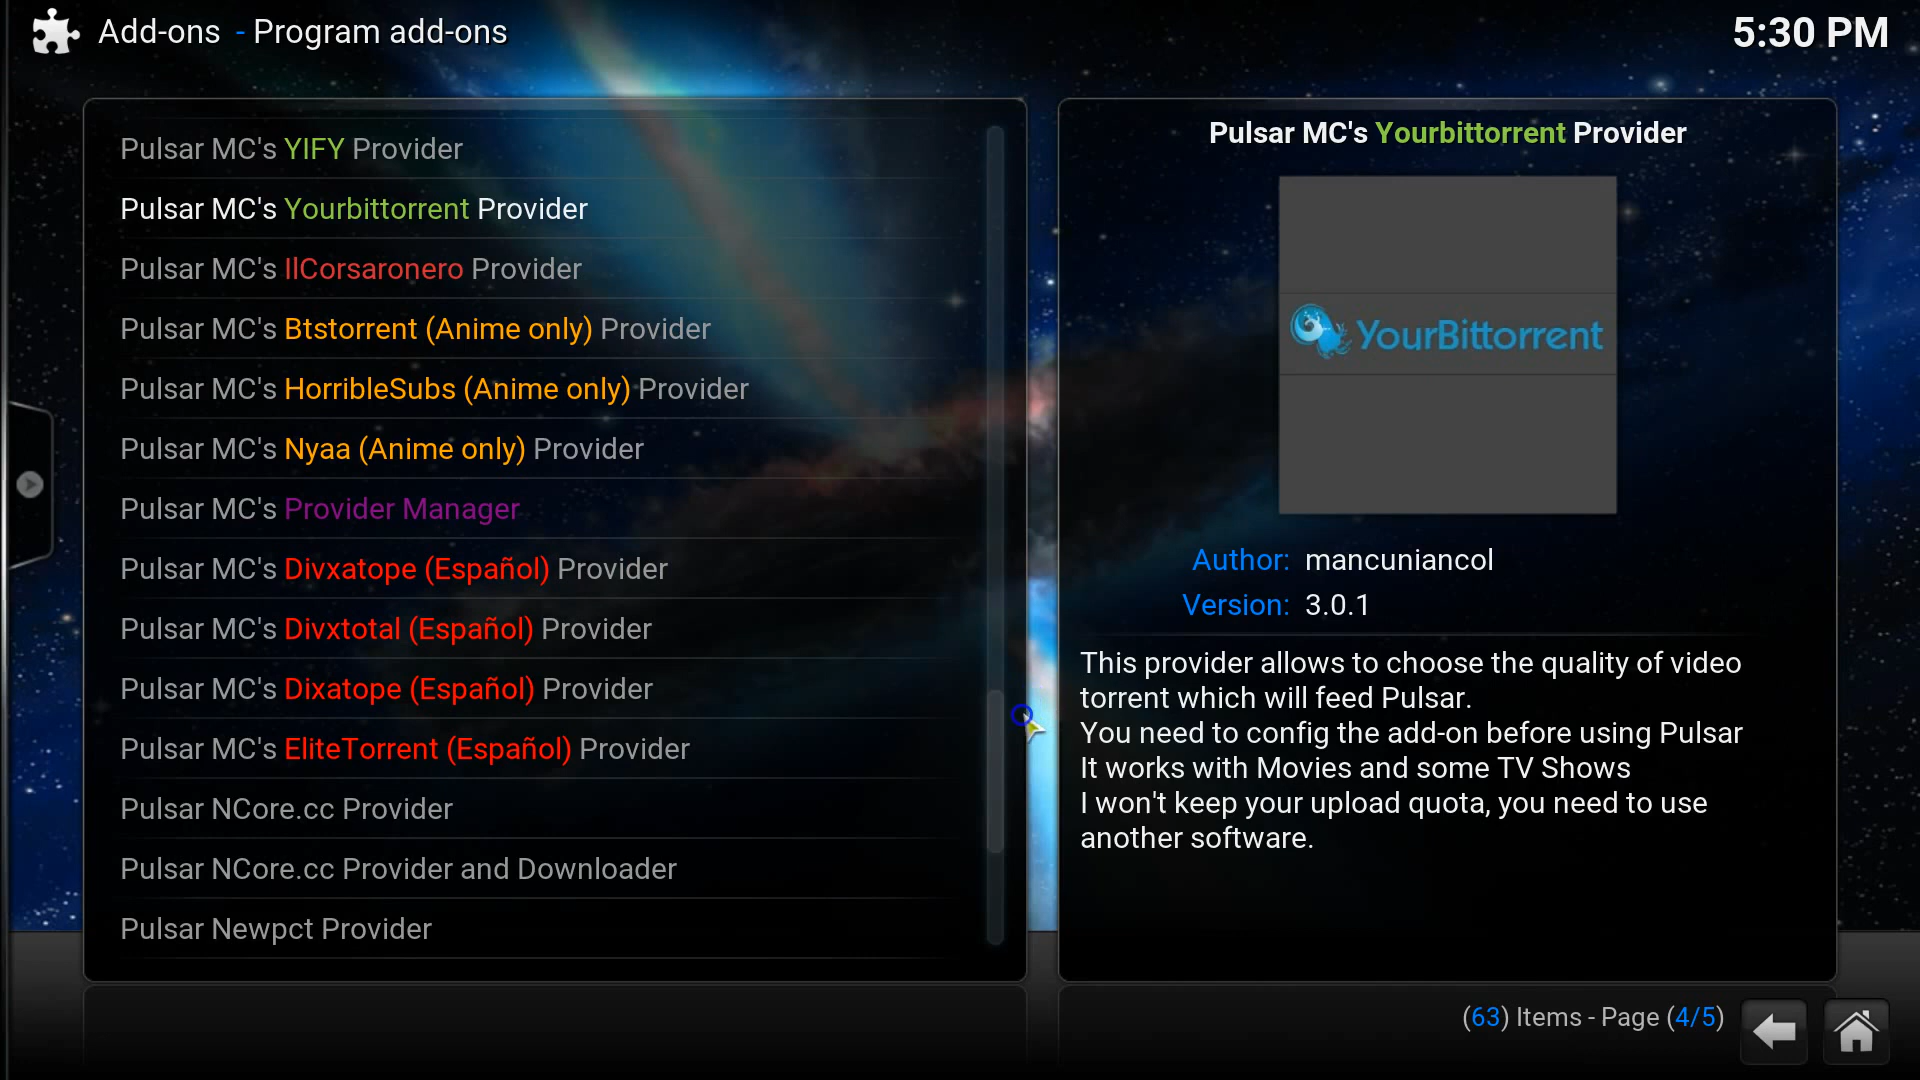 Add-ons - Program add-ons
5:30 PM
Pulsar MC's YIFY Provider
Pulsar MC's Yourbittorrent Provider
Pulsar MC's IlCorsaronero Provider
Pulsar MC's Btstorrent (Anime only) Provider
Pulsar MC's HorribleSubs (Anime only) Provider
Pulsar MC's Nyaa (Anime only) Provider
Pulsar MC's Provider Manager
Pulsar MC's Divxatope (Español) Provider
Pulsar MC's Divxtotal (Español) Provider
Pulsar MC's Dixatope (Español) Provider
Pulsar MC's EliteTorrent (Español) Provider
Pulsar NCore.cc Provider
Pulsar NCore.cc Provider and Downloader
Pulsar Newpct Provider
Pulsar MC's Yourbittorrent Provider
YourBittorrent
Author: mancuniancol
Version: 3.0.1
This provider allows to choose the quality of video
torrent which will feed Pulsar.
You need to config the add-on before using Pulsar
It works with Movies and some TV Shows
I won't keep your upload quota, you need to use
another software.
(63) Items - Page (4/5)